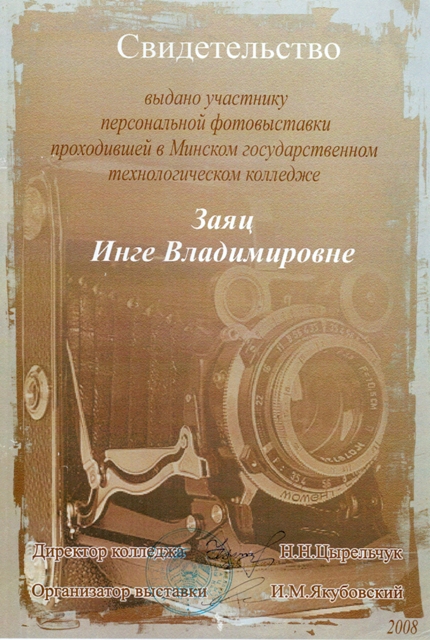 Свидетельство
выдано участнику
персональной фотовыставки
проходившей в Минском государственном
технологическом колледже
Заяц
Инге Владимировне
Директор колледжа Н.Н.Цырельчук
Организатор выставки И.М.Якубовский
2008